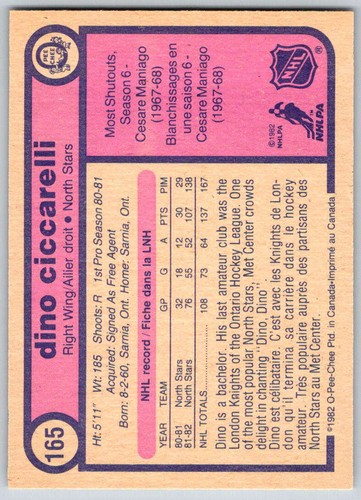 165
dino ciccarelli
Right Wing/Ailier droit • North Stars
O PEE CHEE
Ht: 5'11" Wt: 185 Shoots: R 1st Pro Season 80-81
Acquired: Signed As Free Agent
Born: 8-2-60, Sarnia, Ont. Home: Sarnia, Ont.
NHL record / Fiche dans la LNH
YEAR TEAM GP G A PTS PIM
80-81 North Stars 32 18 12 30 29
81-82 North Stars 76 55 52 107 138
NHL TOTALS 108 73 64 137 167
Dino is a bachelor. His last amateur club was the
London Knights of the Ontario Hockey League. One
of the most popular North Stars, Met Center crowds
delight in chanting "Dino, Dino".
Dino est célibataire. C'est avec les Knights de Lon-
don qu'il termina sa carrière dans le hockey
amateur. Très populaire auprès des partisans des
North Stars au Met Center.
©1982 O-Pee-Chee Ptd. in Canada-Imprimé au Canada
Most Shutouts,
Season 6 -
Cesare Maniago
(1967-68)
Blanchissages en
une saison 6 -
Cesare Maniago
(1967-68)
NHL
©1982
NHLPA
NHLPA